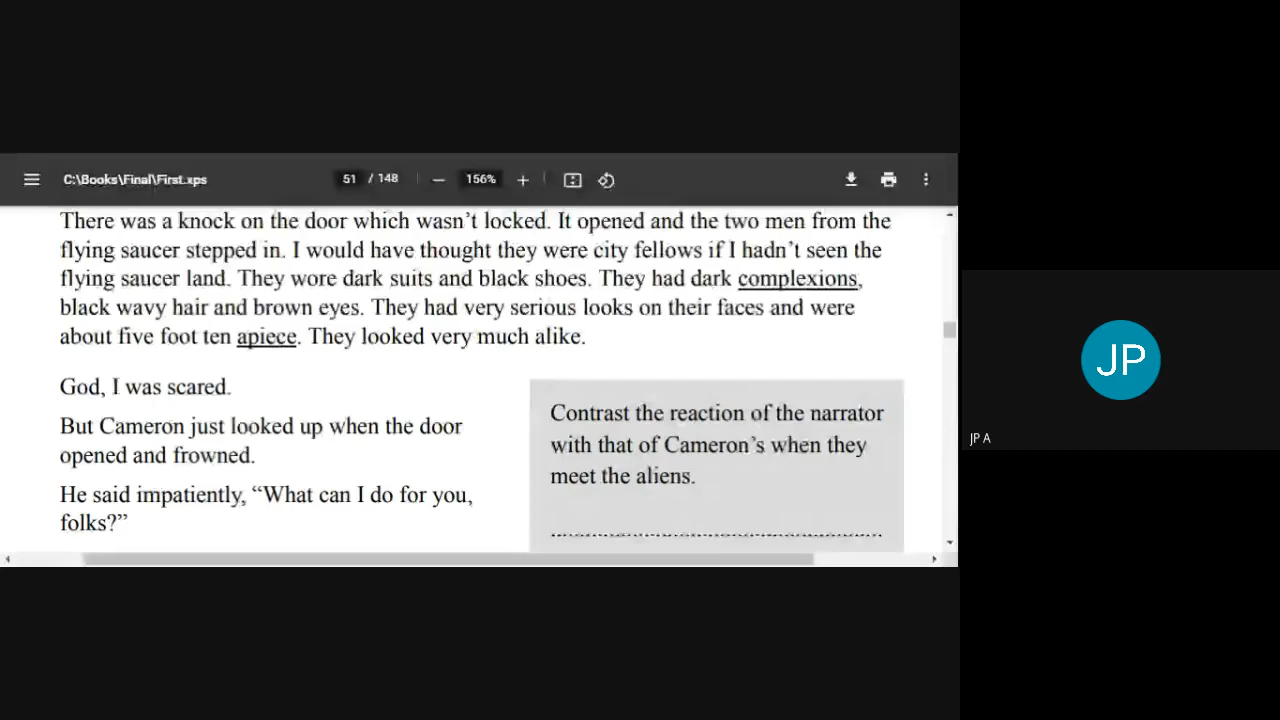 C:\Books\Final\First.xps
51 / 148
156%
There was a knock on the door which wasn't locked. It opened and the two men from the
flying saucer stepped in. I would have thought they were city fellows if I hadn't seen the
flying saucer land. They wore dark suits and black shoes. They had dark complexions,
black wavy hair and brown eyes. They had very serious looks on their faces and were
about five foot ten apiece. They looked very much alike.
God, I was scared.
But Cameron just looked up when the door
opened and frowned.
He said impatiently, “What can I do for you,
folks?”
Contrast the reaction of the narrator
with that of Cameron's when they
meet the aliens.
JP
JP A